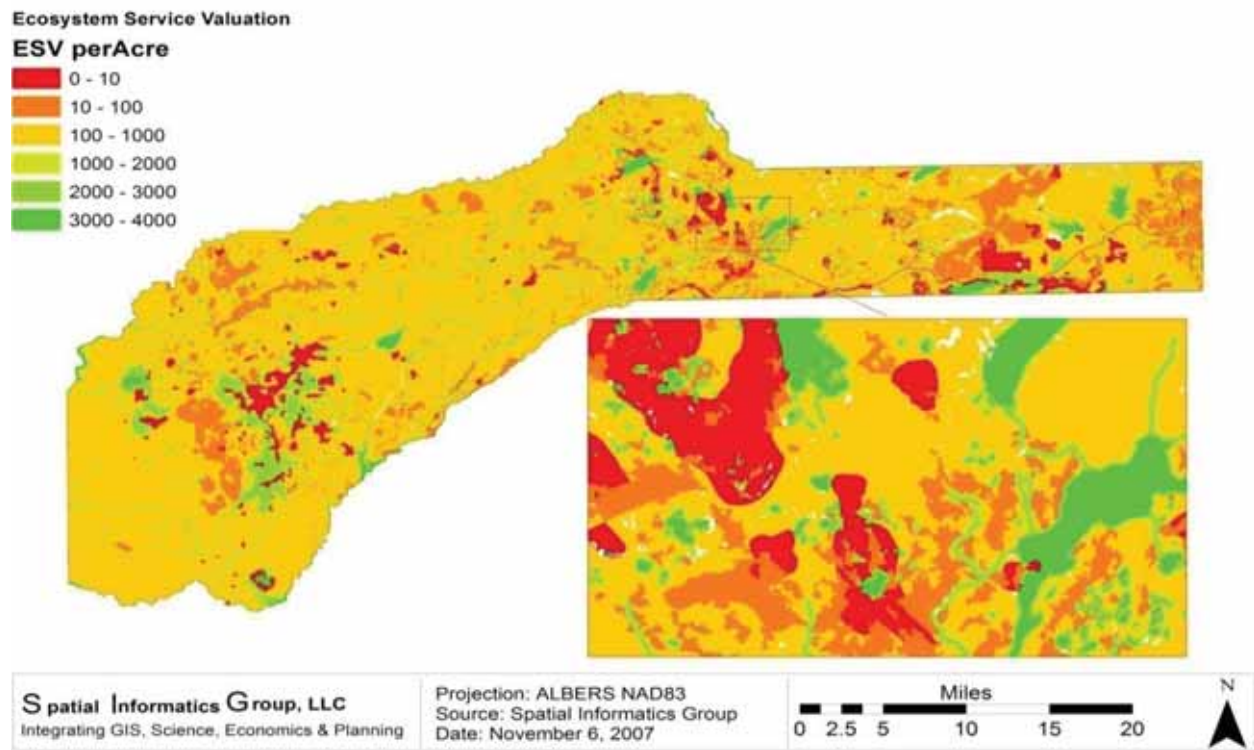 Ecosystem Service Valuation
ESV perAcre
0 - 10
10 - 100
100 - 1000
1000 - 2000
2000 - 3000
3000 - 4000
Spatial Informatics Group, LLC
Integrating GIS, Science, Economics & Planning
Projection: ALBERS NAD83
Source: Spatial Informatics Group
Date: November 6, 2007
Miles
0 2.5 5 10 15 20
N